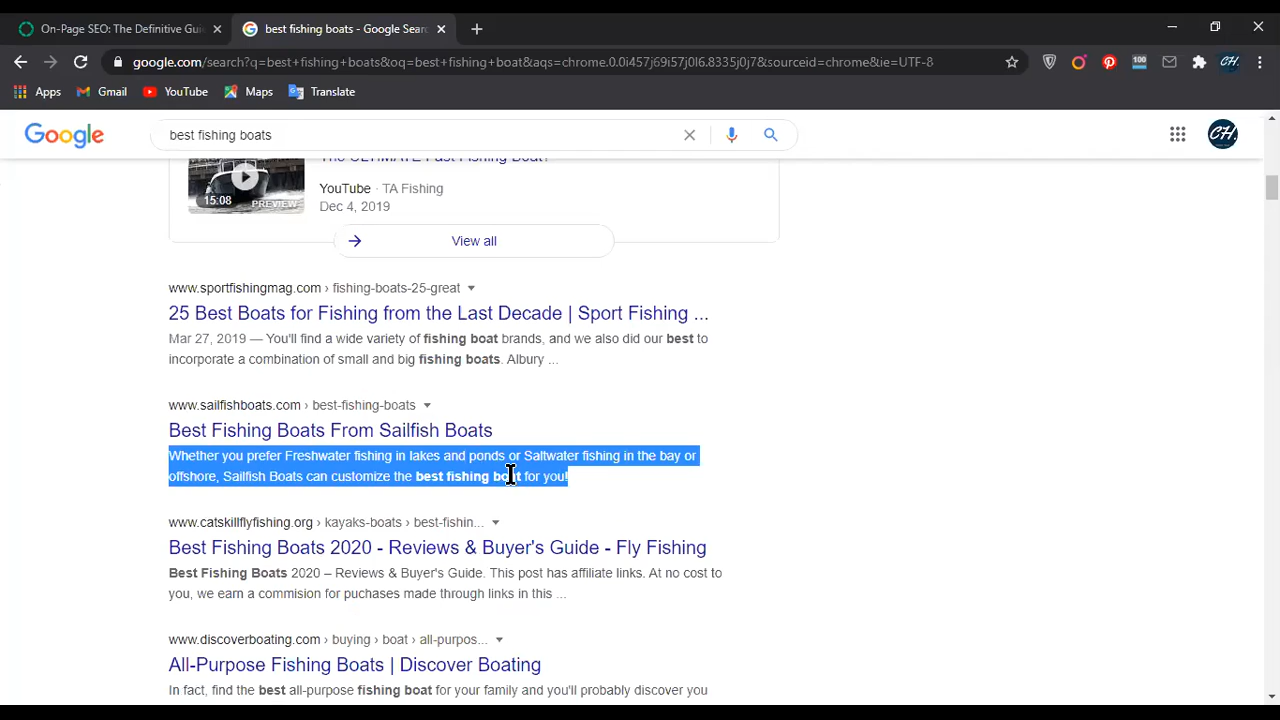 On-Page SEO: The Definitive Gui
best fishing boats - Google Sear
google.com/search?q=best+fishing+boats&oq=best+fishing+boat&aqs=chrome.0.0i457j69i57j0l6.8335j0j7&sourceid=chrome&ie=UTF-8
100
CH
Apps
Gmail
YouTube
Maps
Translate
Google
best fishing boats
CH.
The ULTIMATE Fast Fishing Boat?
15:08
PREVIEW
YouTube · TA Fishing
Dec 4, 2019
View all
www.sportfishingmag.com › fishing-boats-25-great
25 Best Boats for Fishing from the Last Decade | Sport Fishing ...
Mar 27, 2019 — You'll find a wide variety of fishing boat brands, and we also did our best to
incorporate a combination of small and big fishing boats. Albury ...
www.sailfishboats.com › best-fishing-boats
Best Fishing Boats From Sailfish Boats
Whether you prefer Freshwater fishing in lakes and ponds or Saltwater fishing in the bay or
offshore, Sailfish Boats can customize the best fishing boat for you!
www.catskillflyfishing.org › kayaks-boats › best-fishin...
Best Fishing Boats 2020 - Reviews & Buyer's Guide - Fly Fishing
Best Fishing Boats 2020 – Reviews & Buyer's Guide. This post has affiliate links. At no cost to
you, we earn a commision for puchases made through links in this ...
www.discoverboating.com › buying › boat › all-purpos...
All-Purpose Fishing Boats | Discover Boating
In fact, find the best all-purpose fishing boat for your family and you'll probably discover you